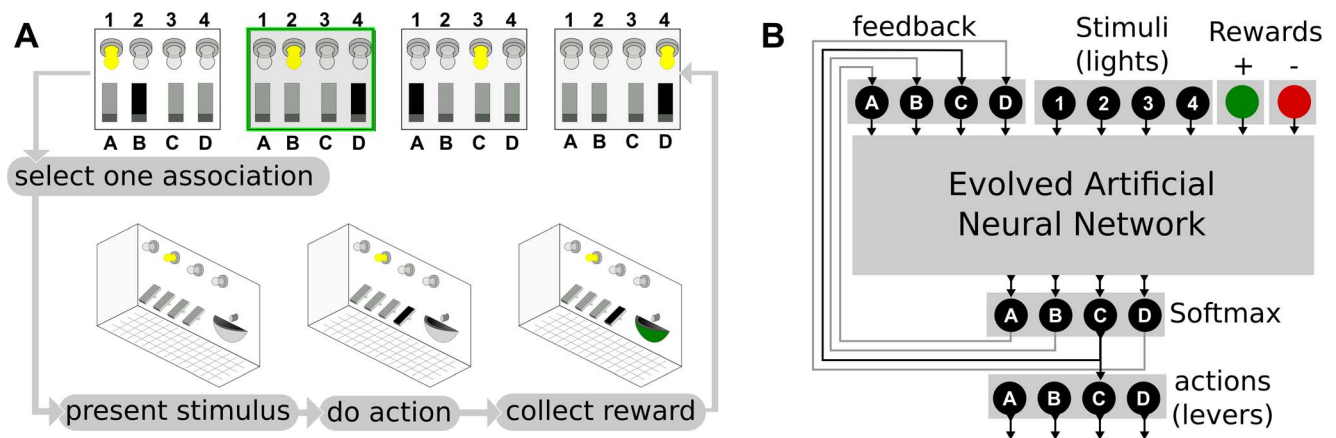 A
1 2 3 4
1 2 3 4
1 2 3 4
1 2 3 4
A B C D
A B C D
A B C D
A B C D
select one association
present stimulus
do action
collect reward
B
feedback
Stimuli
(lights)
Rewards
+ -
A B C D
1 2 3 4
Evolved Artificial
Neural Network
A B C D
Softmax
A B C D
actions
(levers)